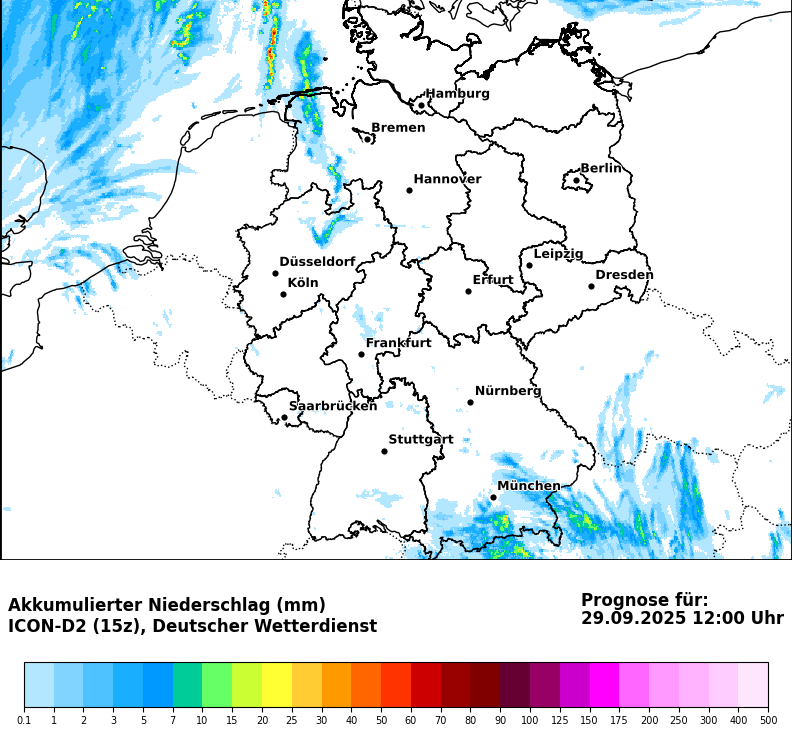 Hamburg
Bremen
Berlin
Hannover
Leipzig
Düsseldorf
Dresden
Köln
Erfurt
Frankfurt
Nürnberg
Saarbrücken
Stuttgart
München
Akkumulierter Niederschlag (mm)
ICON-D2 (15z), Deutscher Wetterdienst
Prognose für:
29.09.2025 12:00 Uhr
0.1 1 2 3 5 7 10 15 20 25 30 40 50 60 70 80 90 100 125 150 175 200 250 300 400 500